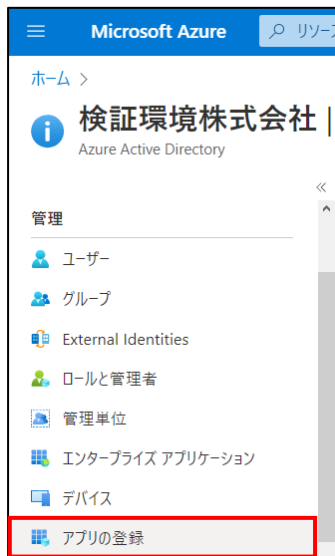 Microsoft Azure
リソース
ホーム >
検証環境株式会社 |
Azure Active Directory
«
管理
ユーザー
グループ
External Identities
ロールと管理者
管理単位
エンタープライズ アプリケーション
デバイス
アプリの登録